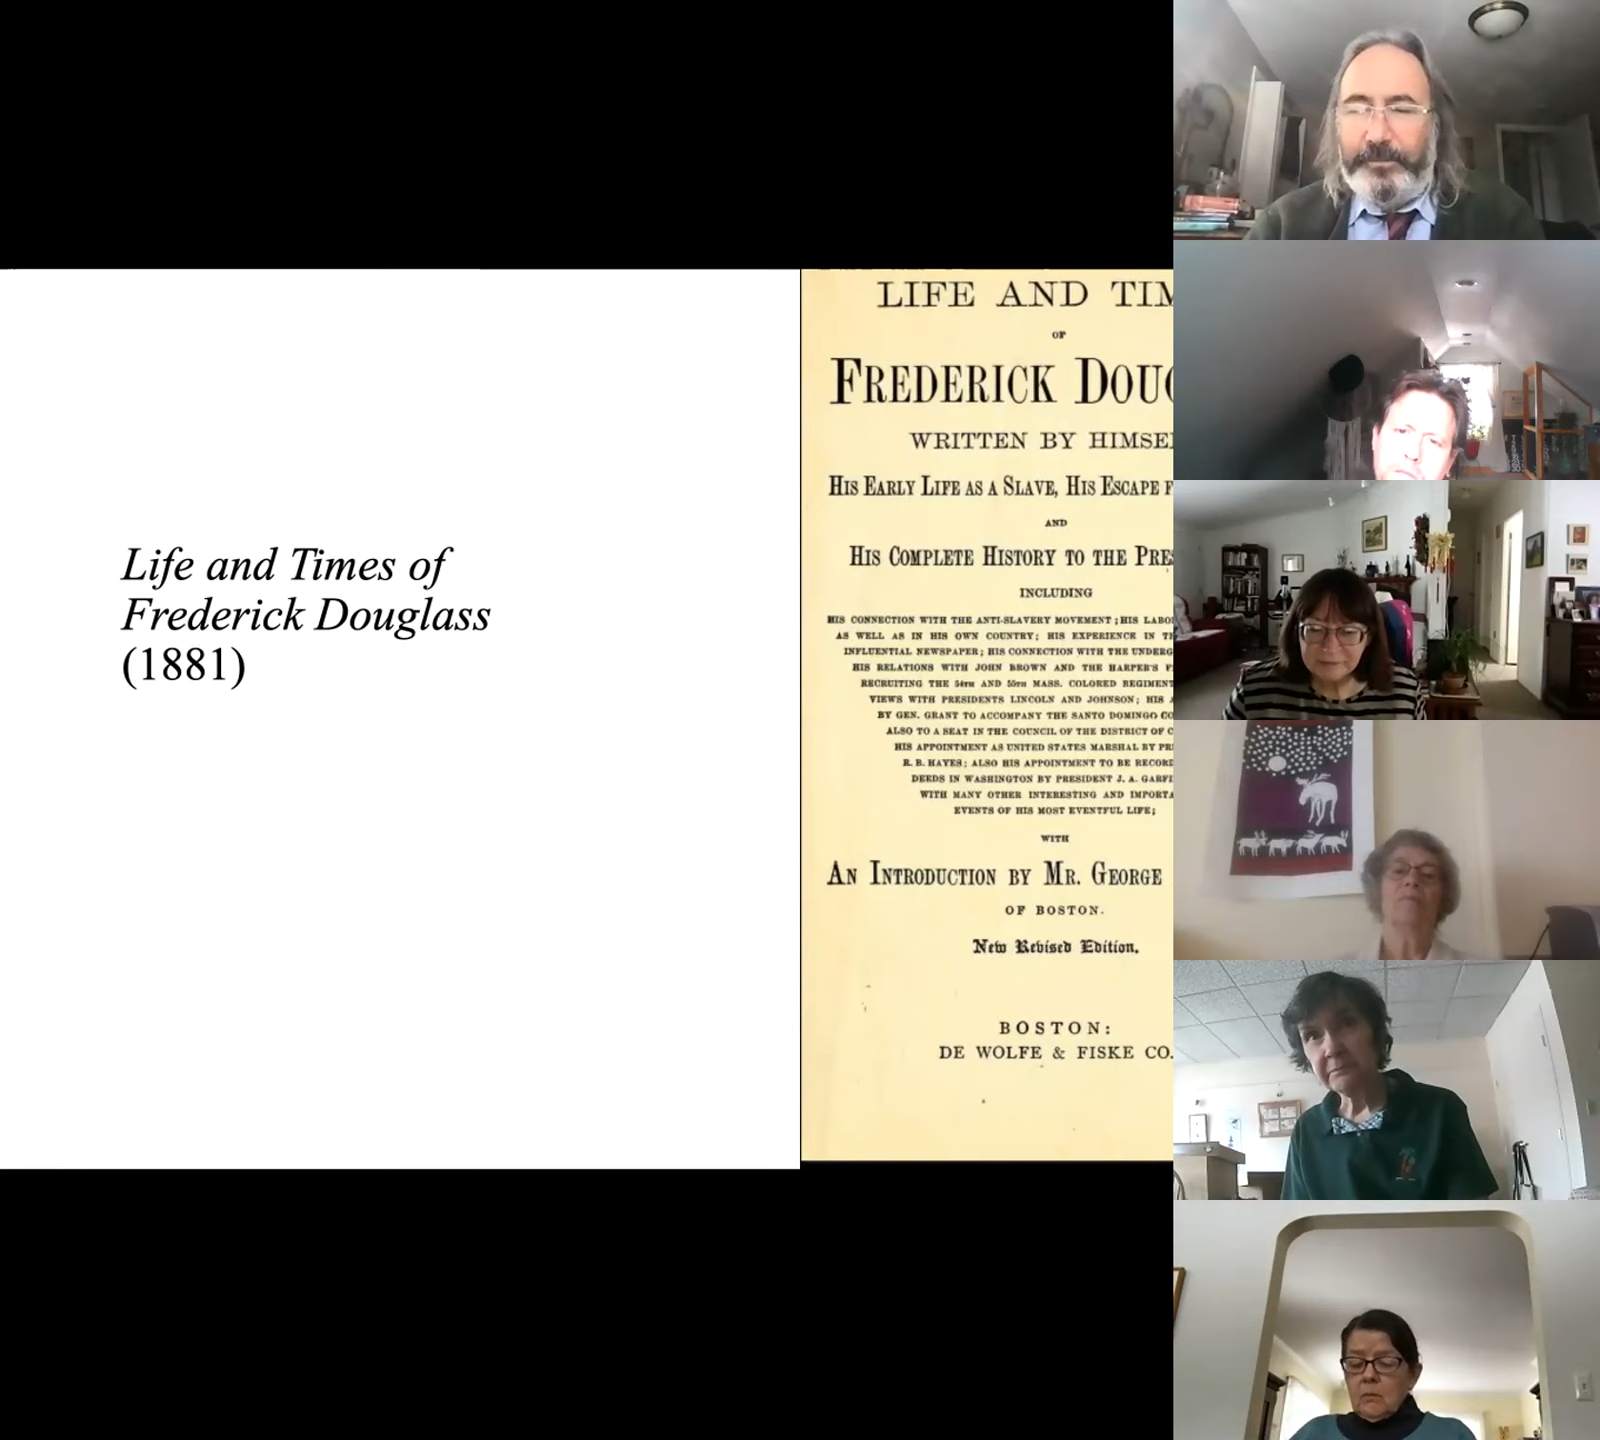 Life and Times of
Frederick Douglass
(1881)
LIFE AND TIM
OF
FREDERICK DOUG
WRITTEN BY HIMSE
HIS EARLY LIFE AS A SLAVE, HIS ESCAPE F
AND
HIS COMPLETE HISTORY TO THE PRES
INCLUDING
HIS CONNECTION WITH THE ANTI-SLAVERY MOVEMENT; HIS LABO
AS WELL AS IN HIS OWN COUNTRY; HIS EXPERIENCE IN TH
INFLUENTIAL NEWSPAPER; HIS CONNECTION WITH THE UNDERG
HIS RELATIONS WITH JOHN BROWN AND THE HARPER'S F
RECRUITING THE 54TH AND 55TH MASS. COLORED REGIMENT
VIEWS WITH PRESIDENTS LINCOLN AND JOHNSON; HIS A
BY GEN. GRANT TO ACCOMPANY THE SANTO DOMINGO CO
ALSO TO A SEAT IN THE COUNCIL OF THE DISTRICT OF C
HIS APPOINTMENT AS UNITED STATES MARSHAL BY PR
R. B. HAYES; ALSO HIS APPOINTMENT TO BE RECORD
DEEDS IN WASHINGTON BY PRESIDENT J. A. GARFI
WITH MANY OTHER INTERESTING AND IMPORTA
EVENTS OF HIS MOST EVENTFUL LIFE;
WITH
AN INTRODUCTION BY MR. GEORGE
OF BOSTON.
New Revised Edition.
BOSTON:
DE WOLFE & FISKE CO.